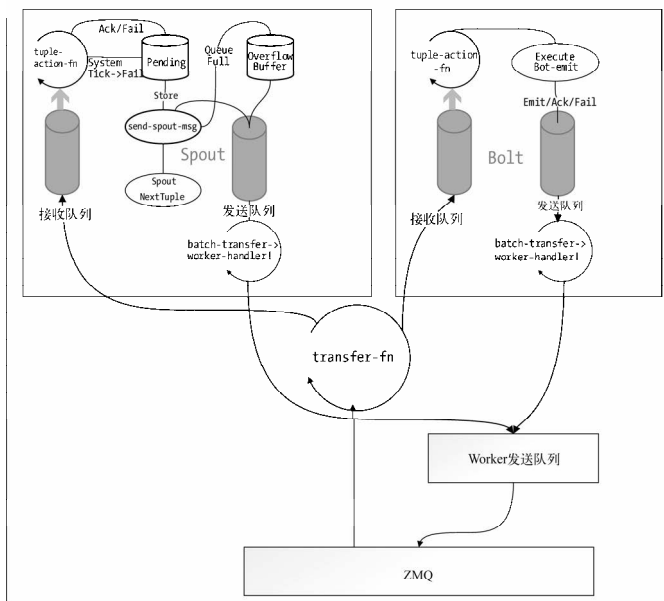 Ack/Fail
tuple-
action-fn
System
Tick->Fail
Pending
Queue
Full
Overflow
Buffer
Store
send-spout-msg
Spout
Spout
NextTuple
接收队列
发送队列
batch-transfer->
worker-handler!
tuple-action
-fn
Execute
Bot-emit
Emit/Ack/Fail
Bolt
接收队列
发送队列
batch-transfer->
worker-handler!
transfer-fn
Worker发送队列
ZMQ